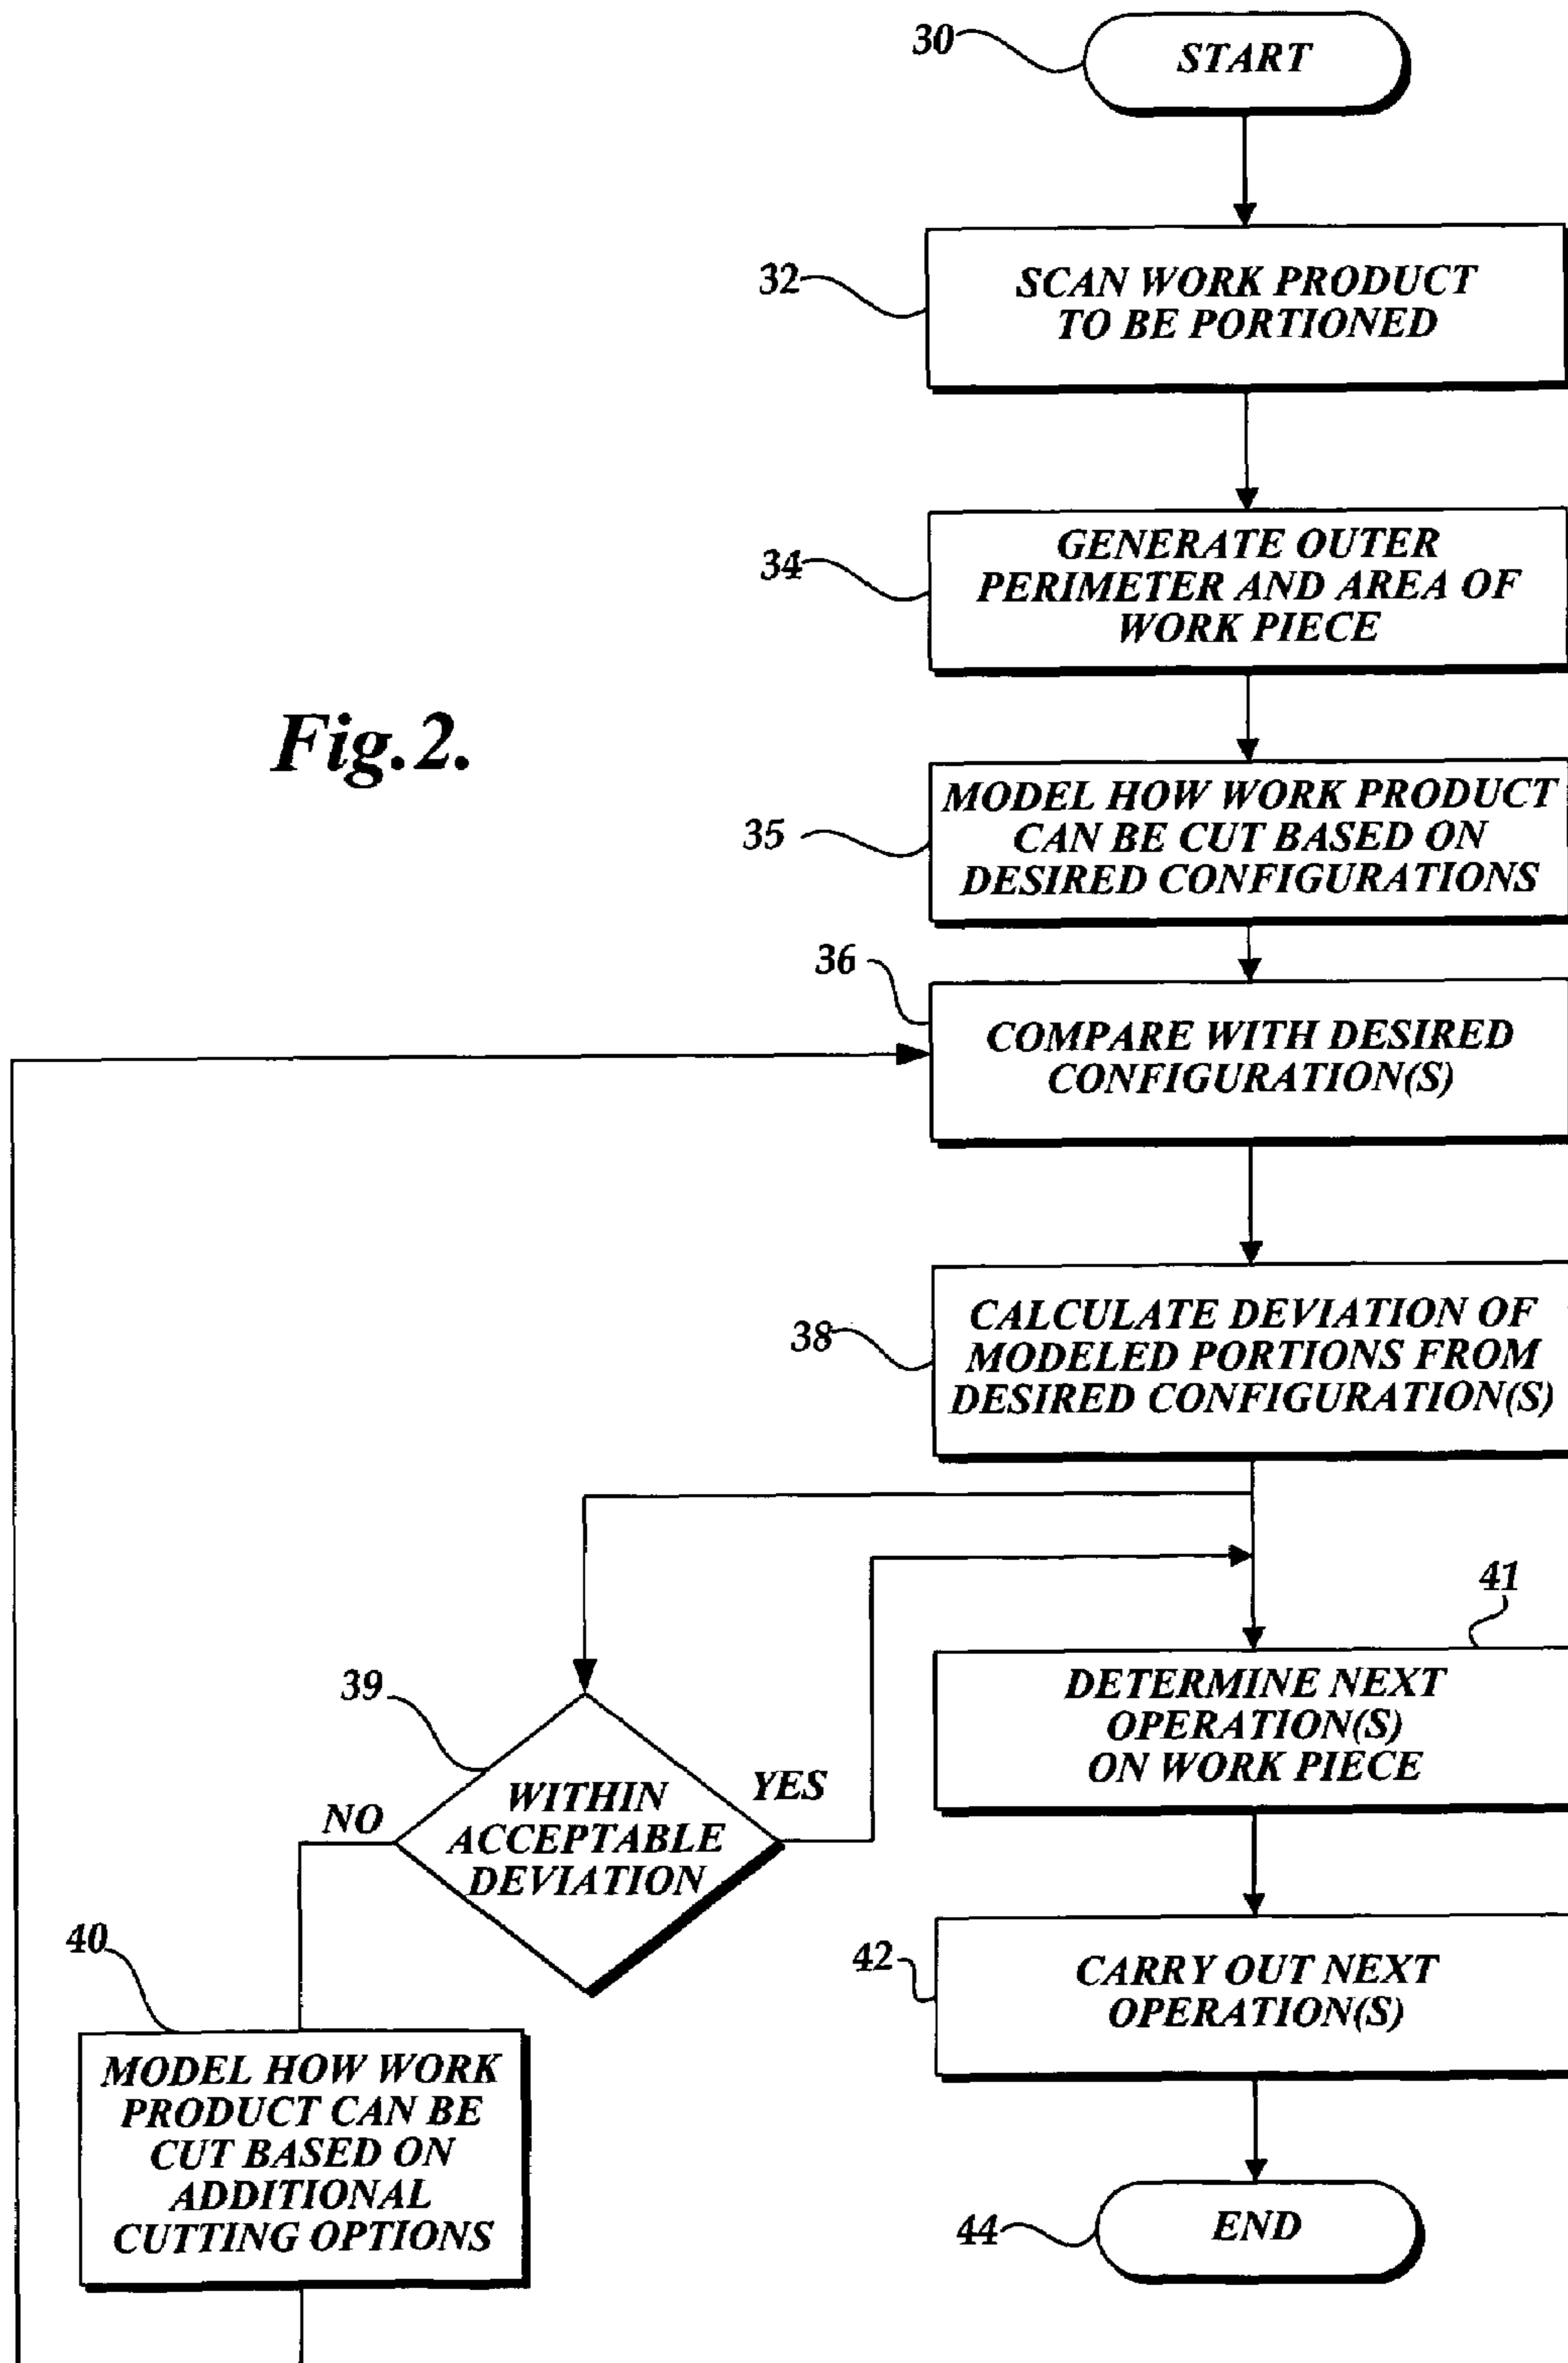 30
START
32
SCAN WORK PRODUCT
TO BE PORTIONED
34
GENERATE OUTER
PERIMETER AND AREA OF
WORK PIECE
Fig.2.
35
MODEL HOW WORK PRODUCT
CAN BE CUT BASED ON
DESIRED CONFIGURATIONS
36
COMPARE WITH DESIRED
CONFIGURATION(S)
38
CALCULATE DEVIATION OF
MODELED PORTIONS FROM
DESIRED CONFIGURATION(S)
39
WITHIN
ACCEPTABLE
DEVIATION
NO
YES
41
DETERMINE NEXT
OPERATION(S)
ON WORK PIECE
40
MODEL HOW WORK
PRODUCT CAN BE
CUT BASED ON
ADDITIONAL
CUTTING OPTIONS
42
CARRY OUT NEXT
OPERATION(S)
44
END